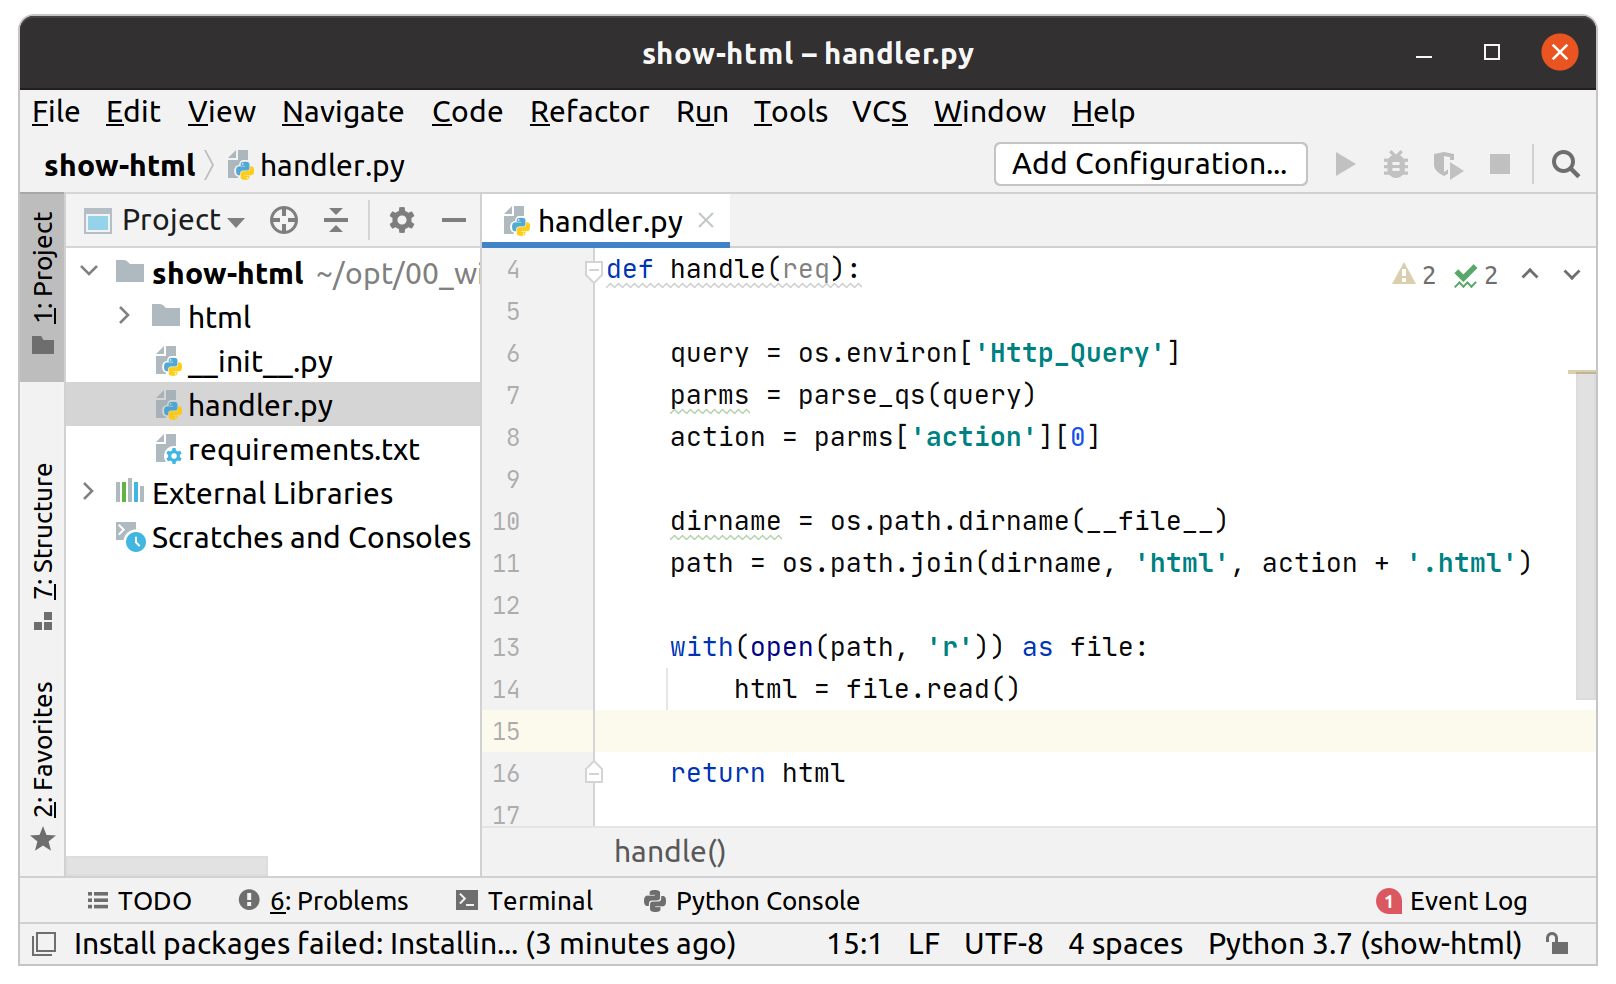 show-html – handler.py
File Edit View Navigate Code Refactor Run Tools VCS Window Help
show-html handler.py Add Configuration...
1: Project
7: Structure
2: Favorites
Project
show-html ~/opt/00_wi
html
__init__.py
handler.py
requirements.txt
External Libraries
Scratches and Consoles
handler.py
2 2
4 def handle(req):
5
6 query = os.environ['Http_Query']
7 parms = parse_qs(query)
8 action = parms['action'][0]
9
10 dirname = os.path.dirname(__file__)
11 path = os.path.join(dirname, 'html', action + '.html')
12
13 with(open(path, 'r')) as file:
14 html = file.read()
15
16 return html
17
handle()
TODO 6: Problems Terminal Python Console 1 Event Log
Install packages failed: Installin... (3 minutes ago) 15:1 LF UTF-8 4 spaces Python 3.7 (show-html)